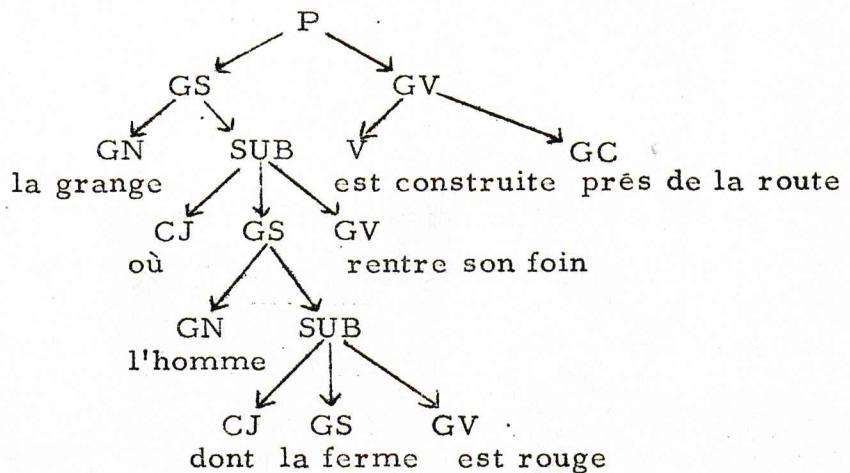 P
GS GV
GN SUB V GC
la grange est construite prés de la route
CJ GS GV
où rentre son foin
GN SUB
l'homme
CJ GS GV
dont la ferme est rouge